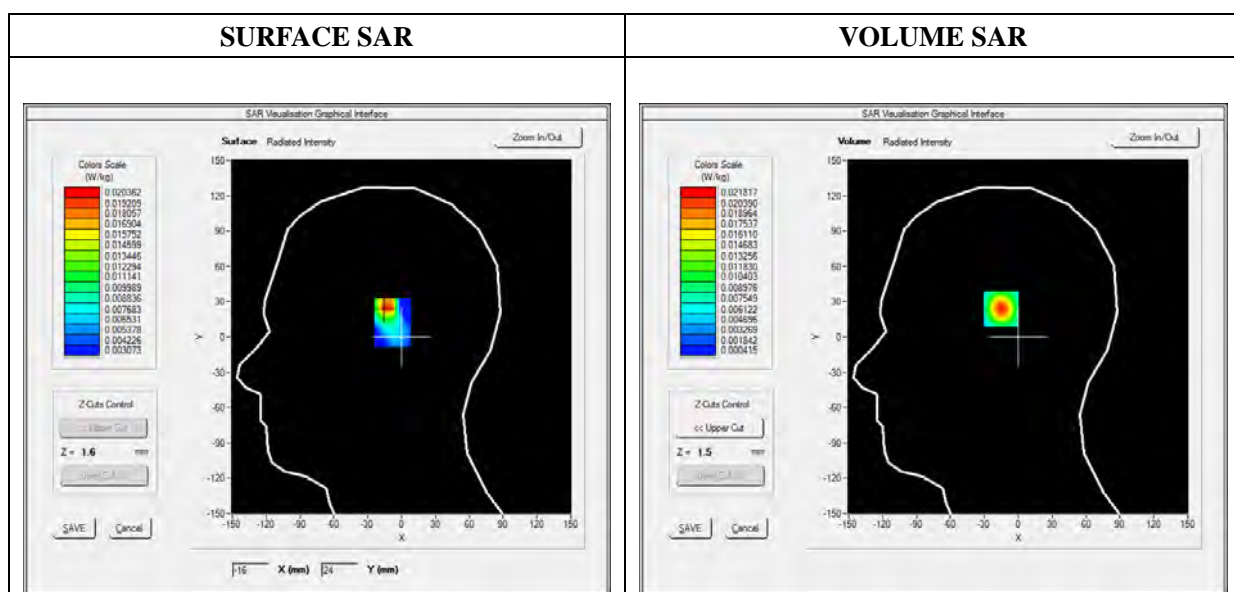 SURFACE SAR
VOLUME SAR
SAR Visualisation Graphical Interface
Surface Radiated Intensity
Zoom In/Out
Colors Scale
(W/kg)
0.020362
0.019209
0.018057
0.016904
0.015752
0.014599
0.013446
0.012294
0.011141
0.009989
0.008836
0.007683
0.006531
0.005378
0.004226
0.003073
Z-Cuts Control
<< Upper Cut
Z = 1.6 mm
SAVE
Cancel
150
120
90
60
30
0
-30
-60
-90
-120
-150
Y
-150 -120 -90 -60 -30 0 30 60 90 120 150
X
-16 X (mm) 24 Y (mm)
SAR Visualisation Graphical Interface
Volume Radiated Intensity
Zoom In/Out
Colors Scale
(W/kg)
0.021817
0.020390
0.018964
0.017537
0.016110
0.014683
0.013256
0.011830
0.010403
0.008976
0.007549
0.006122
0.004696
0.003269
0.001842
0.000415
Z-Cuts Control
<< Upper Cut
Z = 1.5 mm
SAVE
Cancel
150
120
90
60
30
0
-30
-60
-90
-120
-150
Y
-150 -120 -90 -60 -30 0 30 60 90 120 150
X